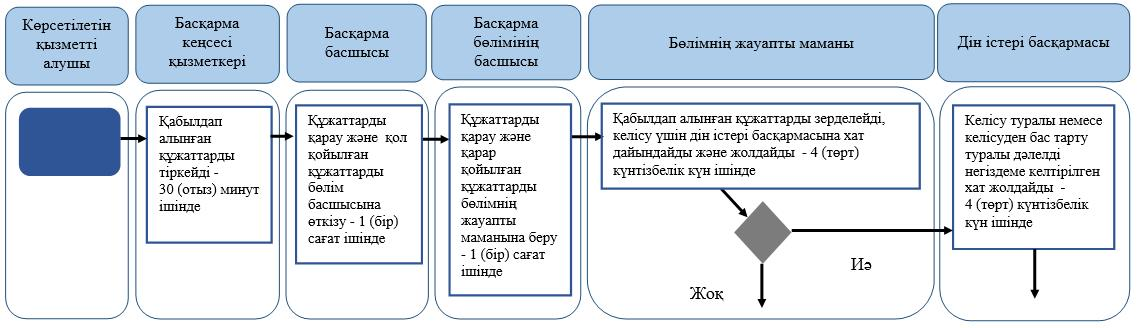 Көрсетілетін
қызметті
алушы
Басқарма
кеңсесі
қызметкері
Басқарма
басшысы
Басқарма
бөлімінің
басшысы
Бөлімнің жауапты маманы
Дін істері басқармасы
Қабылдап
алынған
құжаттарды
тіркейді -
30 (отыз) минут
ішінде
Құжаттарды
қарау және қол
қойылған
құжаттарды
бөлім
басшысына
өткізу - 1 (бір)
сағат ішінде
Құжаттарды
қарау және
қарар
қойылған
құжаттарды
бөлімнің
жауапты
маманына беру
- 1 (бір) сағат
ішінде
Қабылдап алынған құжаттарды зерделейді,
келісу үшін дін істері басқармасына хат
дайындайды және жолдайды - 4 (төрт)
күнтізбелік күн ішінде
Келісу туралы немесе
келісуден бас тарту
туралы дәлелді
негіздеме келтірілген
хат жолдайды -
4 (төрт) күнтізбелік
күн ішінде
Иә
Жоқ